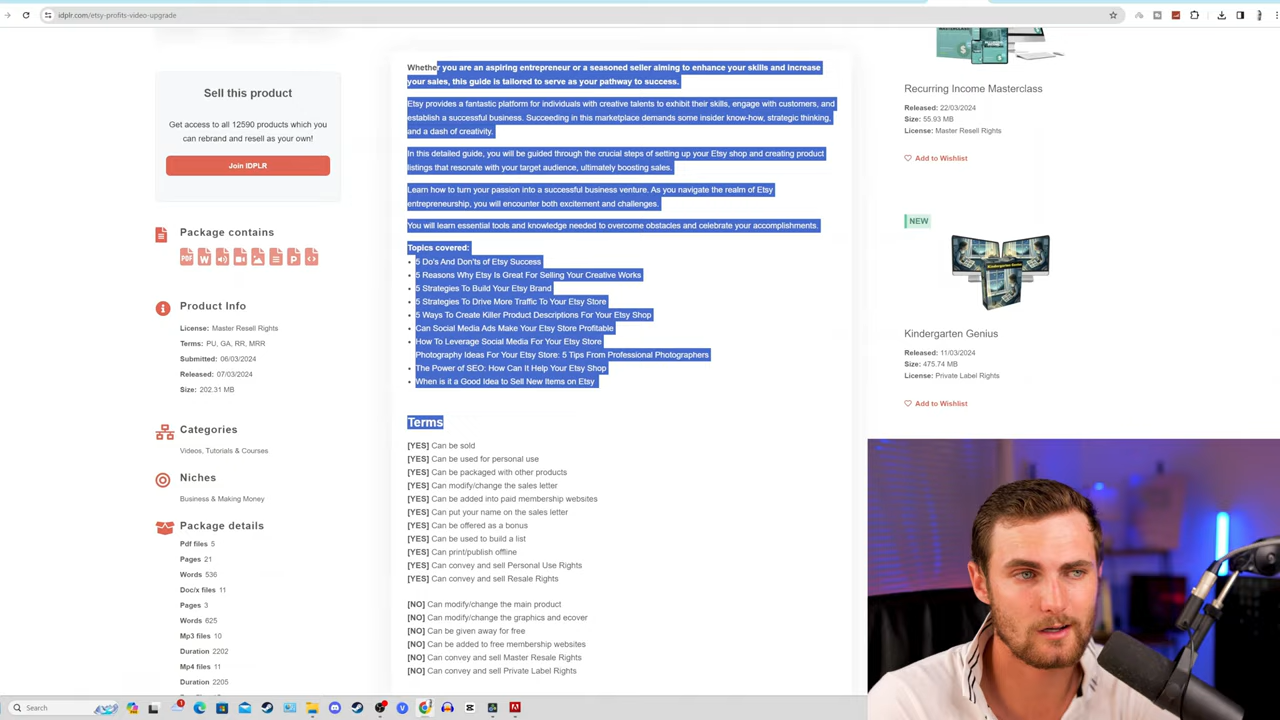 idplr.com/etsy-profits-video-upgrade
Sell this product
Get access to all 12590 products which you
can rebrand and resell as your own!
Join IDPLR
Package contains
Product Info
License: Master Resell Rights
Terms: PU, GA, RR, MRR
Submitted: 06/03/2024
Released: 07/03/2024
Size: 202.31 MB
Categories
Videos, Tutorials & Courses
Niches
Business & Making Money
Package details
Pdf files 5
Pages 21
Words 536
Doc/x files 11
Pages 3
Words 625
Mp3 files 10
Duration 2202
Mp4 files 11
Duration 2205
Whether you are an aspiring entrepreneur or a seasoned seller aiming to enhance your skills and increase
your sales, this guide is tailored to serve as your pathway to success.
Etsy provides a fantastic platform for individuals with creative talents to exhibit their skills, engage with customers, and
establish a successful business. Succeeding in this marketplace demands some insider know-how, strategic thinking,
and a dash of creativity.
In this detailed guide, you will be guided through the crucial steps of setting up your Etsy shop and creating product
listings that resonate with your target audience, ultimately boosting sales.
Learn how to turn your passion into a successful business venture. As you navigate the realm of Etsy
entrepreneurship, you will encounter both excitement and challenges.
You will learn essential tools and knowledge needed to overcome obstacles and celebrate your accomplishments.
Topics covered:
• 5 Do's And Don'ts of Etsy Success
• 5 Reasons Why Etsy Is Great For Selling Your Creative Works
• 5 Strategies To Build Your Etsy Brand
• 5 Strategies To Drive More Traffic To Your Etsy Store
• 5 Ways To Create Killer Product Descriptions For Your Etsy Shop
• Can Social Media Ads Make Your Etsy Store Profitable
• How To Leverage Social Media For Your Etsy Store
Photography Ideas For Your Etsy Store: 5 Tips From Professional Photographers
• The Power of SEO: How Can It Help Your Etsy Shop
• When is it a Good Idea to Sell New Items on Etsy
Terms
[YES] Can be sold
[YES] Can be used for personal use
[YES] Can be packaged with other products
[YES] Can modify/change the sales letter
[YES] Can be added into paid membership websites
[YES] Can put your name on the sales letter
[YES] Can be offered as a bonus
[YES] Can be used to build a list
[YES] Can print/publish offline
[YES] Can convey and sell Personal Use Rights
[YES] Can convey and sell Resale Rights
[NO] Can modify/change the main product
[NO] Can modify/change the graphics and ecover
[NO] Can be given away for free
[NO] Can be added to free membership websites
[NO] Can convey and sell Master Resale Rights
[NO] Can convey and sell Private Label Rights
Recurring Income Masterclass
Released: 22/03/2024
Size: 55.93 MB
License: Master Resell Rights
Add to Wishlist
NEW
Kindergarten Genius
Released: 11/03/2024
Size: 475.74 MB
License: Private Label Rights
Add to Wishlist
Search